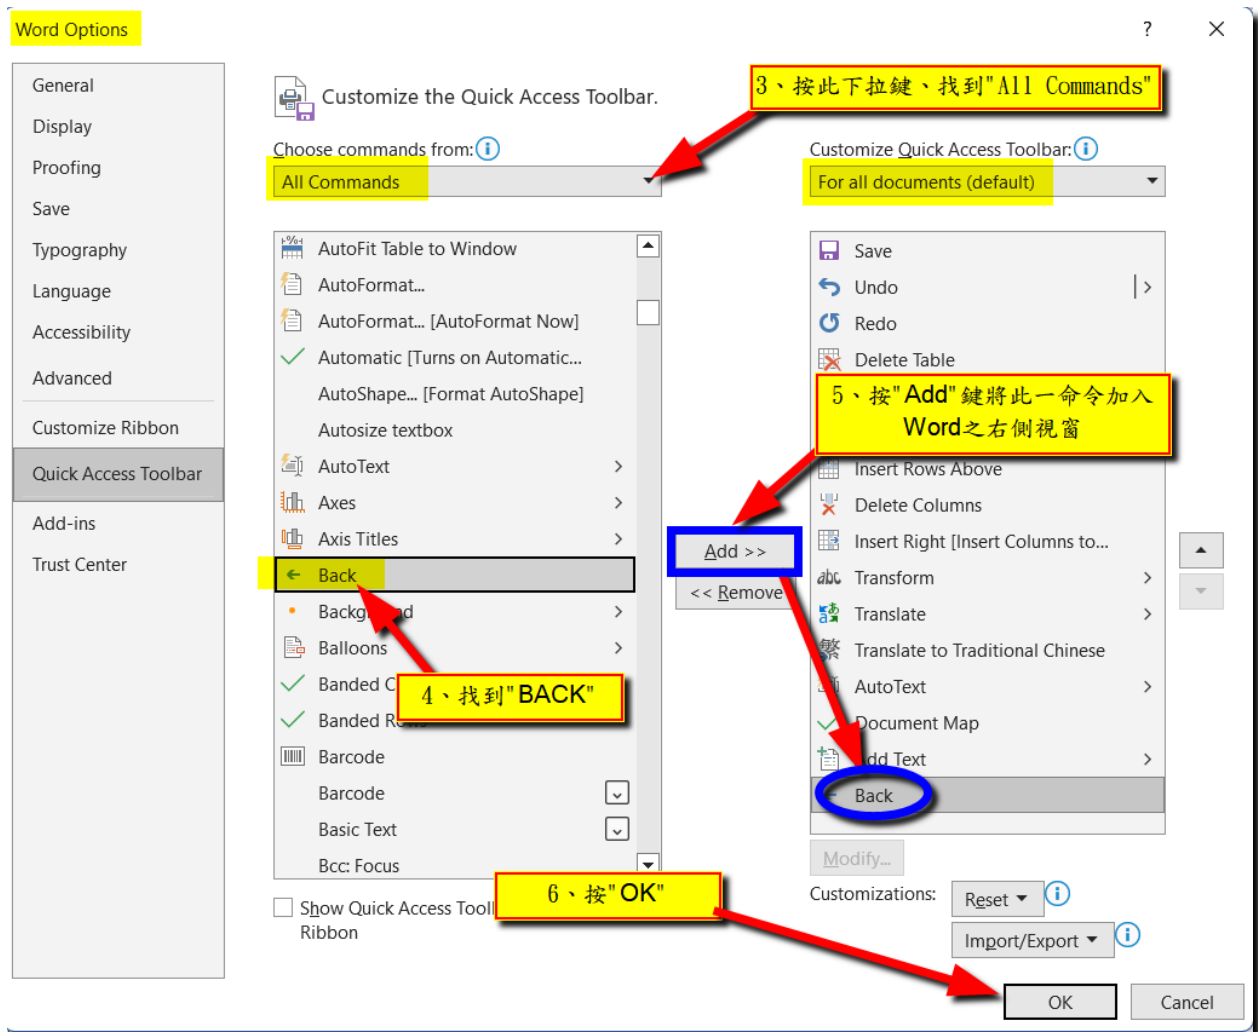 Word Options
?
General
Display
Proofing
Save
Typography
Language
Accessibility
Advanced
Customize Ribbon
Quick Access Toolbar
Add-ins
Trust Center
Customize the Quick Access Toolbar.
3、按此下拉鍵、找到"All Commands"
Choose commands from:
All Commands
AutoFit Table to Window
AutoFormat...
AutoFormat... [AutoFormat Now]
Automatic [Turns on Automatic...
AutoShape... [Format AutoShape]
Autosize textbox
AutoText
Axes
Axis Titles
Back
Background
Balloons
Banded
4、找到"BACK"
Banded Rows
Barcode
Barcode
Basic Text
Bcc: Focus
Show Quick Access
Ribbon
Add >>
<< Remove
Customize Quick Access Toolbar:
For all documents (default)
Save
Undo
Redo
Delete Table
5、按"Add"鍵將此一命令加入
Word之右側視窗
Insert Rows Above
Delete Columns
Insert Right [Insert Columns to...
abc Transform
Translate
繁 Translate to Traditional Chinese
AutoText
Document Map
Add Text
Back
Modify...
6、按"OK"
Customizations:
Reset
Import/Export
OK
Cancel